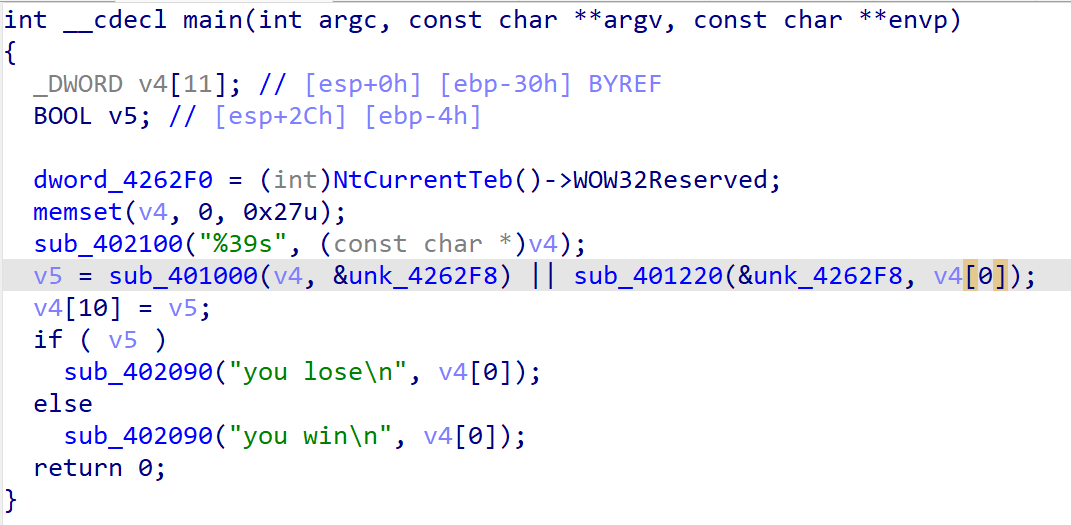 int __cdecl main(int argc, const char **argv, const char **envp)
{
  _DWORD v4[11]; // [esp+0h] [ebp-30h] BYREF
  BOOL v5; // [esp+2Ch] [ebp-4h]

  dword_4262F0 = (int)NtCurrentTeb()->WOW32Reserved;
  memset(v4, 0, 0x27u);
  sub_402100("%39s", (const char *)v4);
  v5 = sub_401000(v4, &unk_4262F8) || sub_401220(&unk_4262F8, v4[0]);
  v4[10] = v5;
  if ( v5 )
    sub_402090("you lose\n", v4[0]);
  else
    sub_402090("you win\n", v4[0]);
  return 0;
}